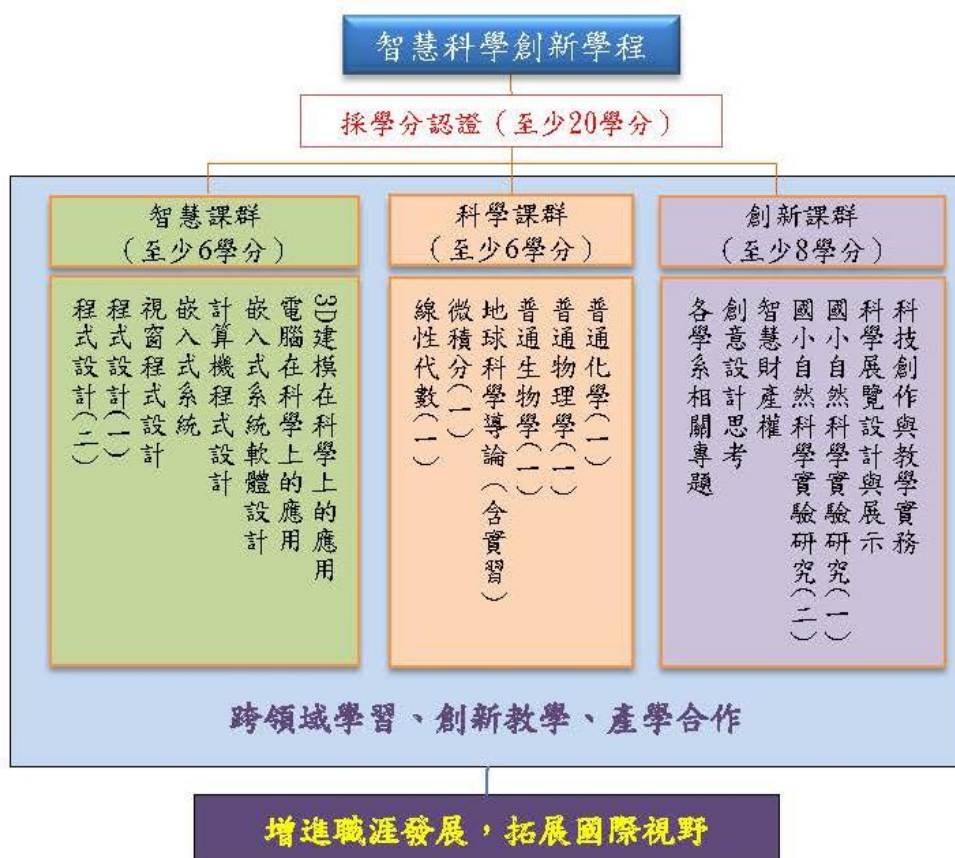 智慧科學創新學程
採學分認證（至少20學分）
智慧課群
（至少6學分）
3D建模在科學上的應用
電腦在科學上的應用
嵌入式系統軟體設計
計算機程式設計
嵌入式系統
視窗程式設計
程式設計(一)
程式設計(二)
科學課群
（至少6學分）
普通化學(一)
普通物理學(一)
普通生物學(一)
地球科學導論（含實習）
微積分(一)
線性代數(一)
創新課群
（至少8學分）
科技創作與教學實務
科學展覽設計與展示
國小自然科學實驗研究(一)
國小自然科學實驗研究(二)
智慧財產權
創意設計思考
各學系相關專題
跨領域學習、創新教學、產學合作
增進職涯發展，拓展國際視野